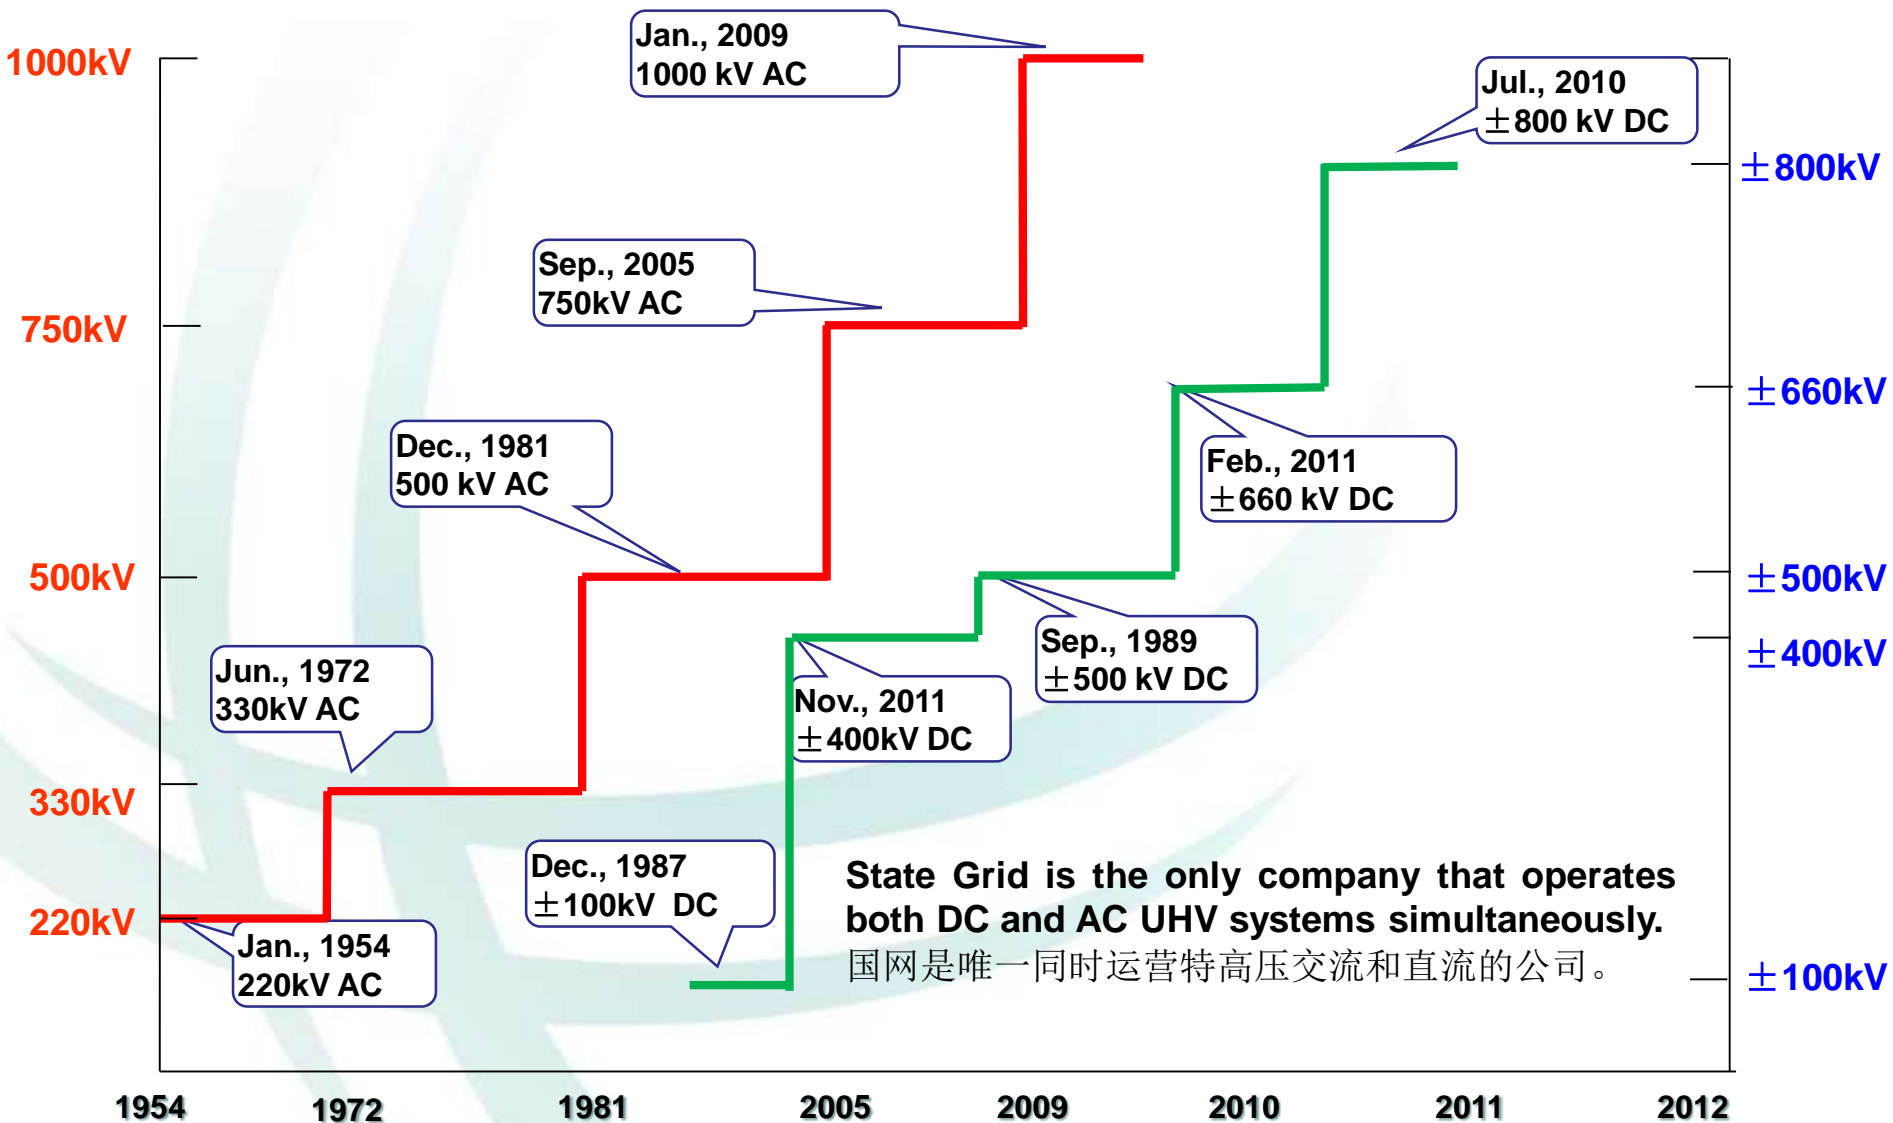 Jan., 2009
1000 kV AC
1000kV
Jul., 2010
±800 kV DC
±800kV
Sep., 2005
750kV AC
750kV
±660kV
Dec., 1981
500 kV AC
Feb., 2011
±660 kV DC
500kV
±500kV
Sep., 1989
±500 kV DC
±400kV
Jun., 1972
330kV AC
Nov., 2011
±400kV DC
330kV
Dec., 1987
±100kV DC
State Grid is the only company that operates
both DC and AC UHV systems simultaneously.
国网是唯一同时运营特高压交流和直流的公司。
220kV
Jan., 1954
220kV AC
±100kV
1954 1972 1981 2005 2009 2010 2011 2012